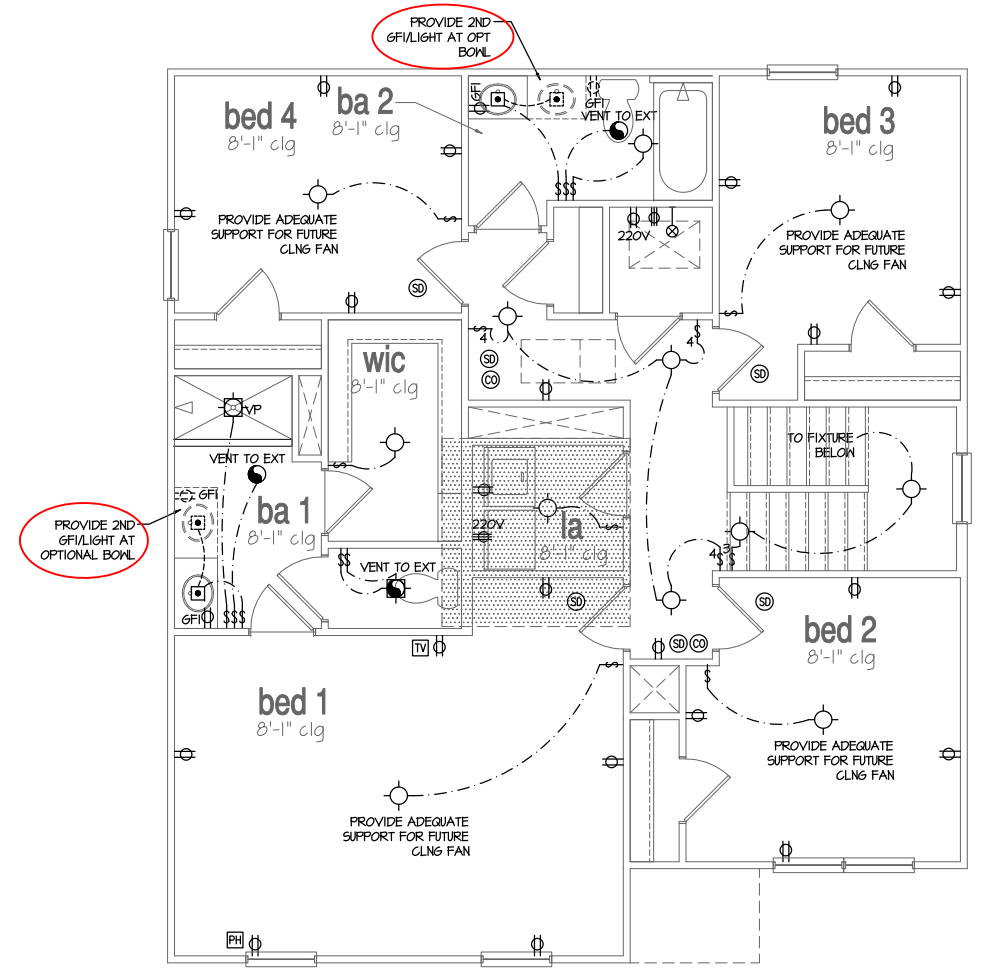 PROVIDE 2ND
GFI/LIGHT AT OPT
BOWL
bed 4
8'-1" clg
ba 2
8'-1" clg
GFI
GFI
VENT TO EXT
$$$
bed 3
8'-1" clg
PROVIDE ADEQUATE
SUPPORT FOR FUTURE
CLNG FAN
$
220V
PROVIDE ADEQUATE
SUPPORT FOR FUTURE
CLNG FAN
$
SD
$
4
SD
CO
$
4
SD
wic
8'-1" clg
$
VP
VENT TO EXT
GFI
ba 1
8'-1" clg
PROVIDE 2ND
GFI/LIGHT AT
OPTIONAL BOWL
GFI
$$$
$$
VENT TO EXT
220V
la
8'-1" clg
$
TO FIXTURE
BELOW
$
4
$
3
SD
SD
SD
CO
TV
bed 1
8'-1" clg
$
PROVIDE ADEQUATE
SUPPORT FOR FUTURE
CLNG FAN
PH
bed 2
8'-1" clg
$
PROVIDE ADEQUATE
SUPPORT FOR FUTURE
CLNG FAN